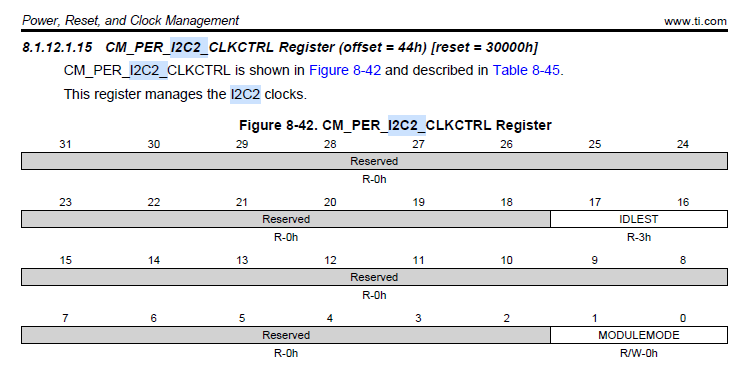 Power, Reset, and Clock Management www.ti.com
8.1.12.1.15 CM_PER_I2C2_CLKCTRL Register (offset = 44h) [reset = 30000h]
CM_PER_I2C2_CLKCTRL is shown in Figure 8-42 and described in Table 8-45.
This register manages the I2C2 clocks.
Figure 8-42. CM_PER_I2C2_CLKCTRL Register
31 30 29 28 27 26 25 24
Reserved
R-0h
23 22 21 20 19 18 17 16
Reserved IDLEST
R-0h R-3h
15 14 13 12 11 10 9 8
Reserved
R-0h
7 6 5 4 3 2 1 0
Reserved MODULEMODE
R-0h R/W-0h